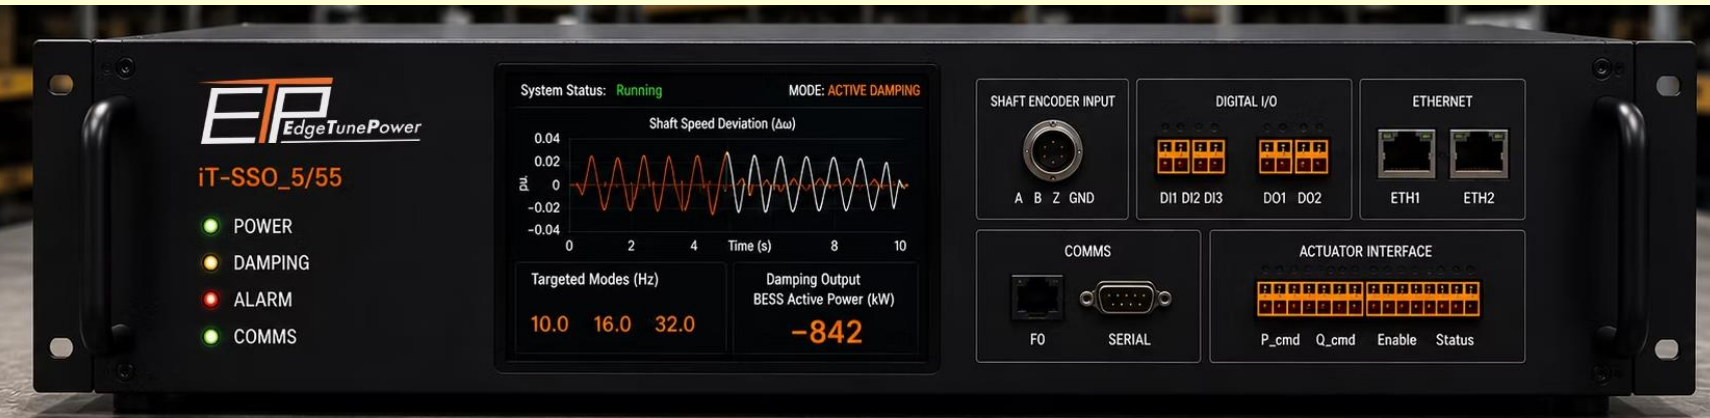 ETP
EdgeTunePower
iT-SSO_5/55
POWER
DAMPING
ALARM
COMMS
System Status: Running
MODE: ACTIVE DAMPING
Shaft Speed Deviation (Δω)
pu.
0.04
0.02
0
-0.02
-0.04
0 2 4 Time (s) 8 10
Targeted Modes (Hz)
10.0 16.0 32.0
Damping Output
BESS Active Power (kW)
-842
SHAFT ENCODER INPUT
A B Z GND
DIGITAL I/O
DI1 DI2 DI3 DO1 DO2
ETHERNET
ETH1 ETH2
COMMS
FO SERIAL
ACTUATOR INTERFACE
P_cmd Q_cmd Enable Status